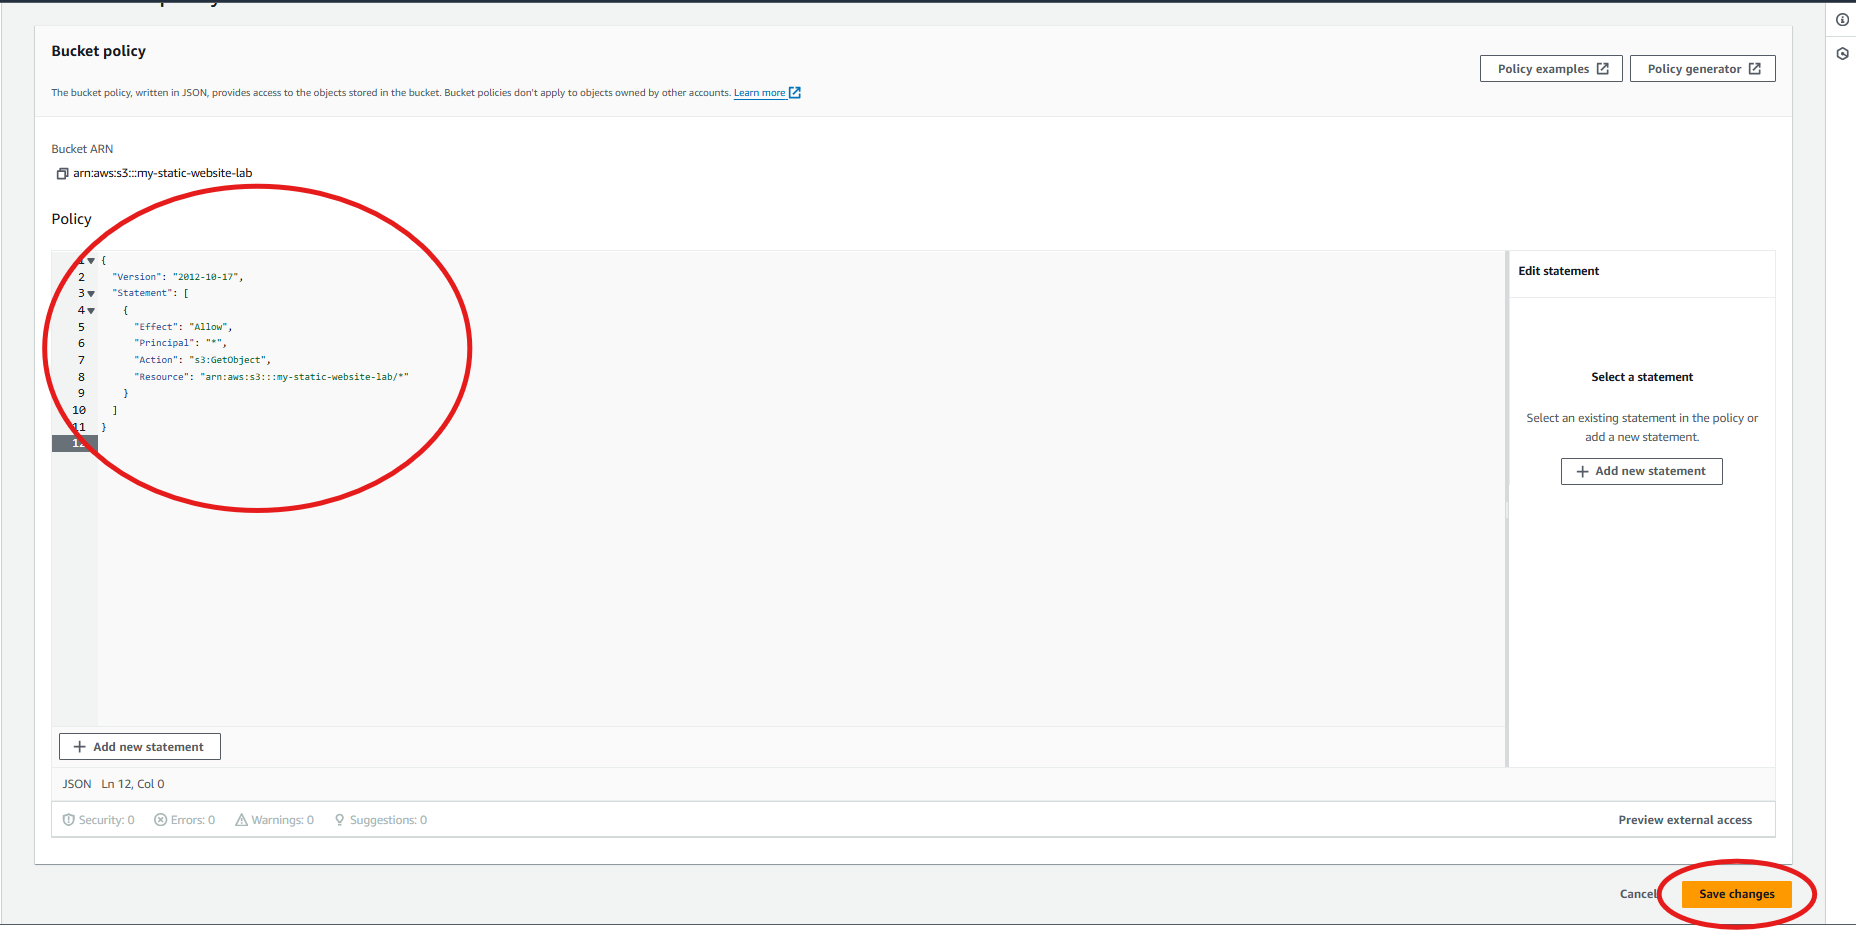 Bucket policy
Policy examples
Policy generator
The bucket policy, written in JSON, provides access to the objects stored in the bucket. Bucket policies don't apply to objects owned by other accounts. Learn more
Bucket ARN
arn:aws:s3:::my-static-website-lab
Policy
1 {
2 "Version": "2012-10-17",
3 "Statement": [
4 {
5 "Effect": "Allow",
6 "Principal": "*",
7 "Action": "s3:GetObject",
8 "Resource": "arn:aws:s3:::my-static-website-lab/*"
9 }
10 ]
11 }
12
Edit statement
Select a statement
Select an existing statement in the policy or
add a new statement.
+ Add new statement
+ Add new statement
JSON Ln 12, Col 0
Security: 0 Errors: 0 Warnings: 0 Suggestions: 0
Preview external access
Cancel
Save changes